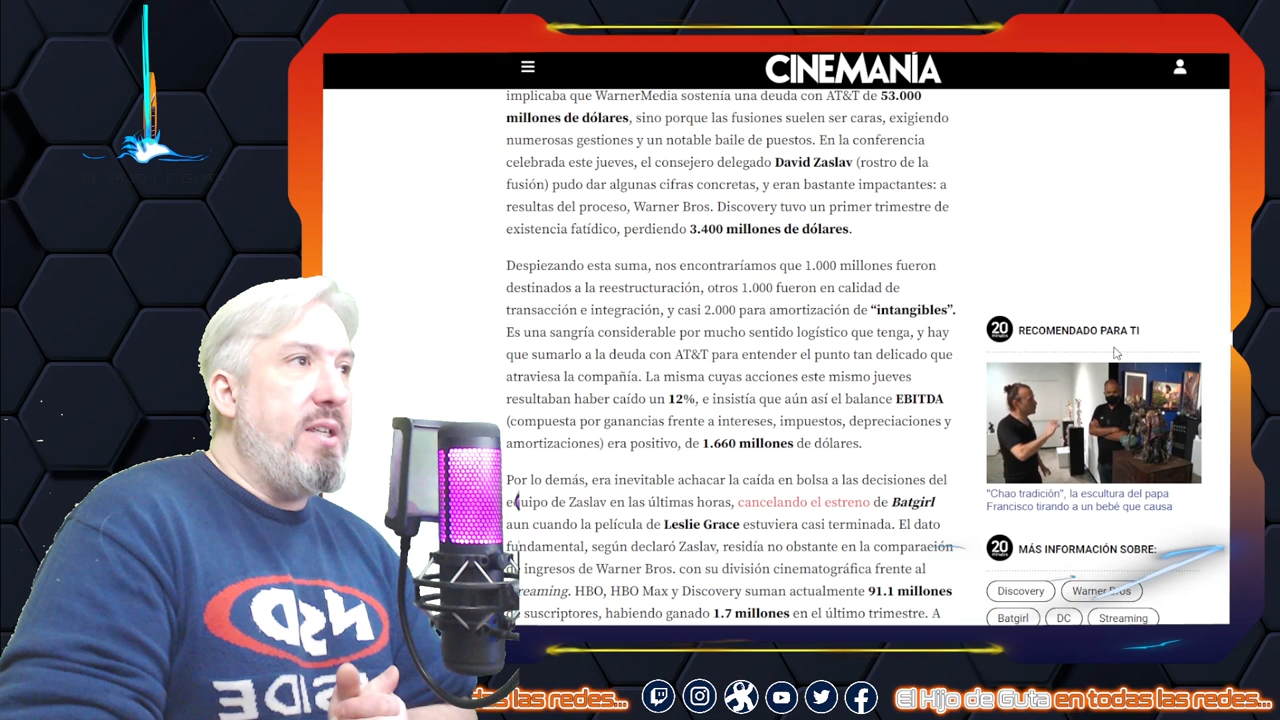 CINEMANÍA
implicaba que WarnerMedia sostenía una deuda con AT&T de 53.000
millones de dólares, sino porque las fusiones suelen ser caras, exigiendo
numerosas gestiones y un notable baile de puestos. En la conferencia
celebrada este jueves, el consejero delegado David Zaslav (rostro de la
fusión) pudo dar algunas cifras concretas, y eran bastante impactantes: a
resultas del proceso, Warner Bros. Discovery tuvo un primer trimestre de
existencia fatídico, perdiendo 3.400 millones de dólares.
Despiezando esta suma, nos encontraríamos que 1.000 millones fueron
destinados a la reestructuración, otros 1.000 fueron en calidad de
transacción e integración, y casi 2.000 para amortización de “intangibles”.
Es una sangría considerable por mucho sentido logístico que tenga, y hay
que sumarlo a la deuda con AT&T para entender el punto tan delicado que
atraviesa la compañía. La misma cuyas acciones este mismo jueves
resultaban haber caído un 12%, e insistía que aún así el balance EBITDA
(compuesta por ganancias frente a intereses, impuestos, depreciaciones y
amortizaciones) era positivo, de 1.660 millones de dólares.
Por lo demás, era inevitable achacar la caída en bolsa a las decisiones del
equipo de Zaslav en las últimas horas, cancelando el estreno de Batgirl
aun cuando la película de Leslie Grace estuviera casi terminada. El dato
fundamental, según declaró Zaslav, residía no obstante en la comparación
de ingresos de Warner Bros. con su división cinematográfica frente al
streaming. HBO, HBO Max y Discovery suman actualmente 91.1 millones
de suscriptores, habiendo ganado 1.7 millones en el último trimestre. A
20 RECOMENDADO PARA TI
"Chao tradición", la escultura del papa
Francisco tirando a un bebé que causa
20 MÁS INFORMACIÓN SOBRE:
Discovery
Warner Bros
Batgirl
DC
Streaming
NSD
INSIDE
das las redes...
El Hijo de Guta en todas las redes...